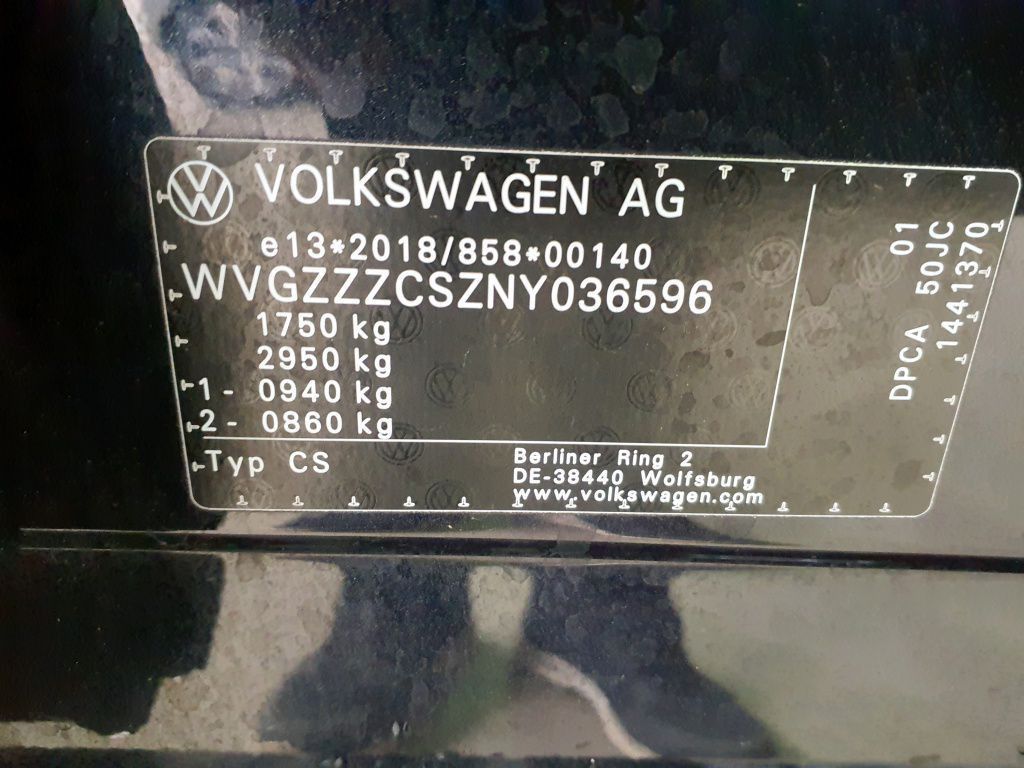 VOLKSWAGEN AG
e13*2018/858*00140
WVGZZZCSZNY036596
1750 kg
2950 kg
1- 0940 kg
2- 0860 kg
Typ CS
Berliner Ring 2
DE-38440 Wolfsburg
www.volkswagen.com
01
DPCA 50JC
1441370